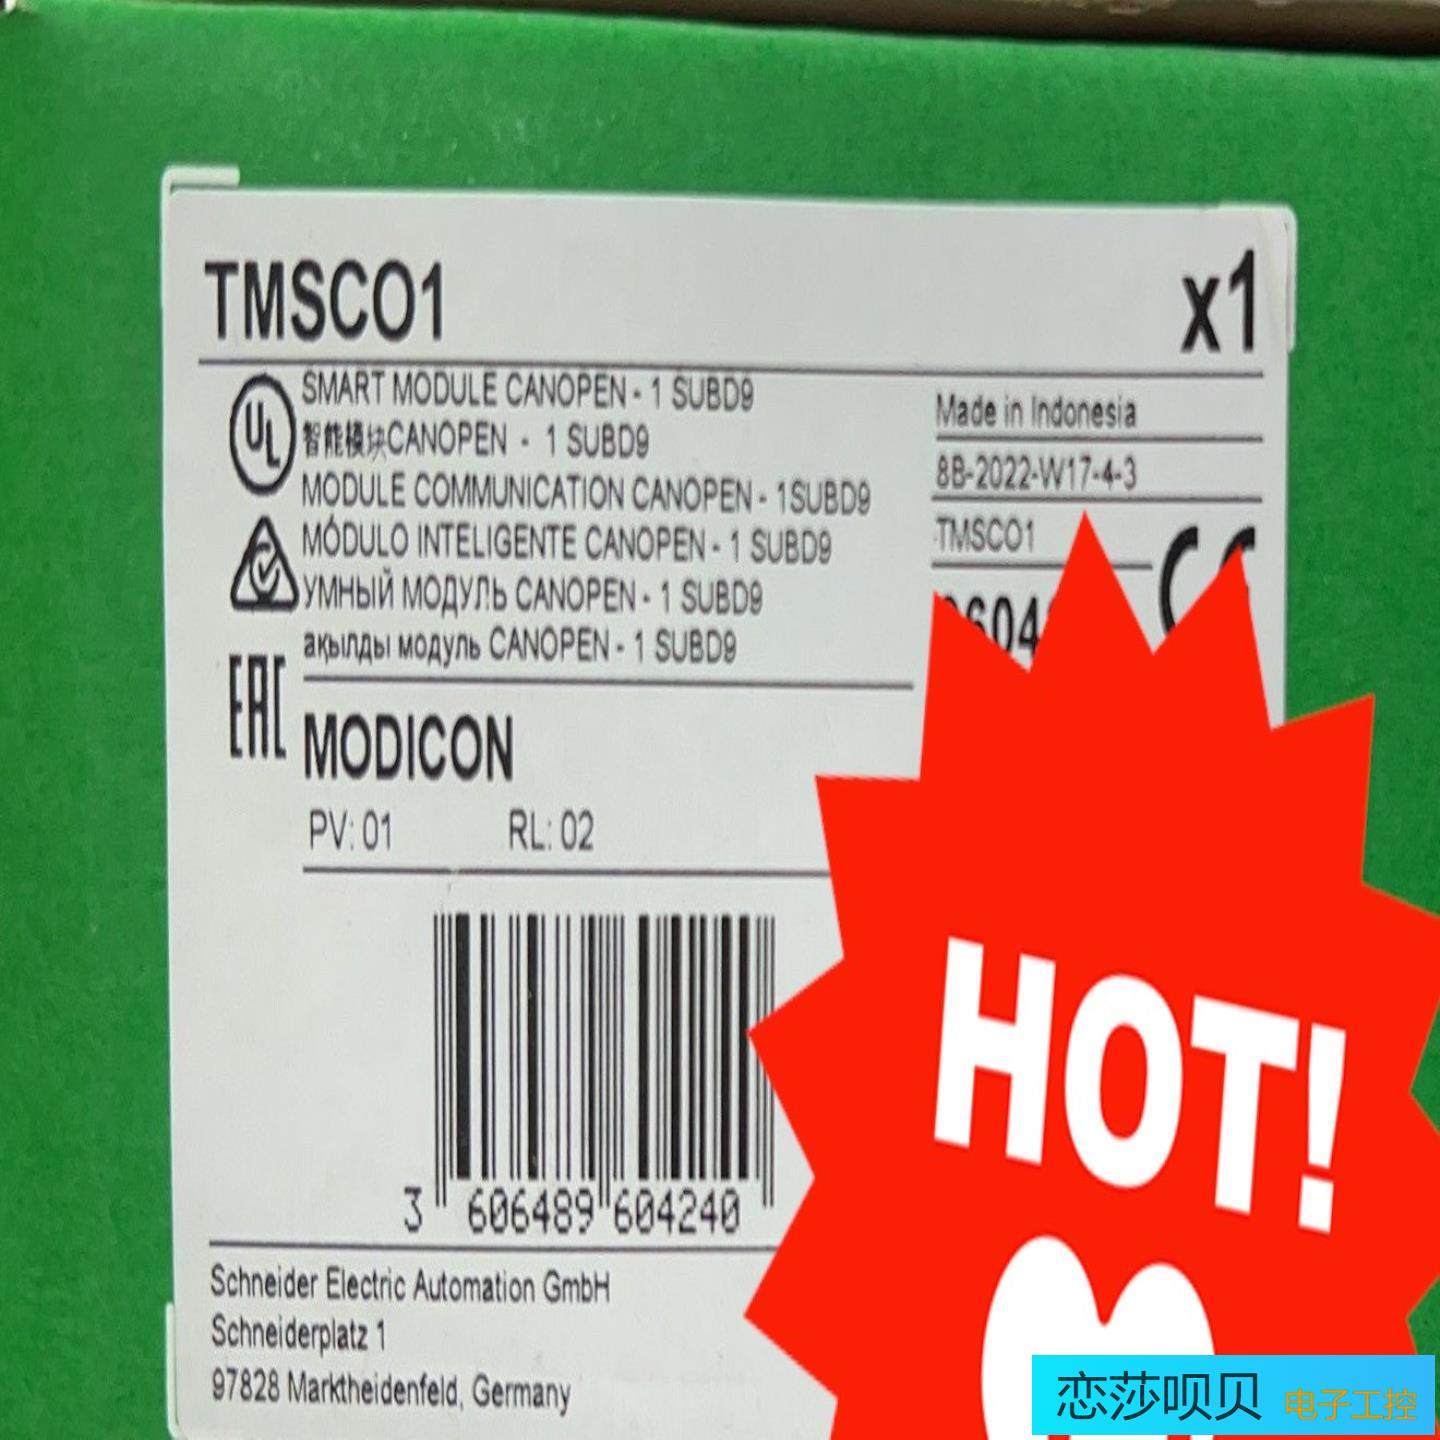 TMSCO1
x1
UL
SMART MODULE CANOPEN - 1 SUBD9
智能模块CANOPEN - 1 SUBD9
MODULE COMMUNICATION CANOPEN - 1SUBD9
MÓDULO INTELIGENTE CANOPEN - 1 SUBD9
УМНЫЙ МОДУЛЬ CANOPEN - 1 SUBD9
ақылды модуль CANOPEN - 1 SUBD9
Made in Indonesia
8B-2022-W17-4-3
TMSCO1
CE
EAC
MODICON
PV: 01 RL: 02
3 606489 604240
Schneider Electric Automation GmbH
Schneiderplatz 1
97828 Marktheidenfeld, Germany
HOT!
恋莎呗贝 电子工控